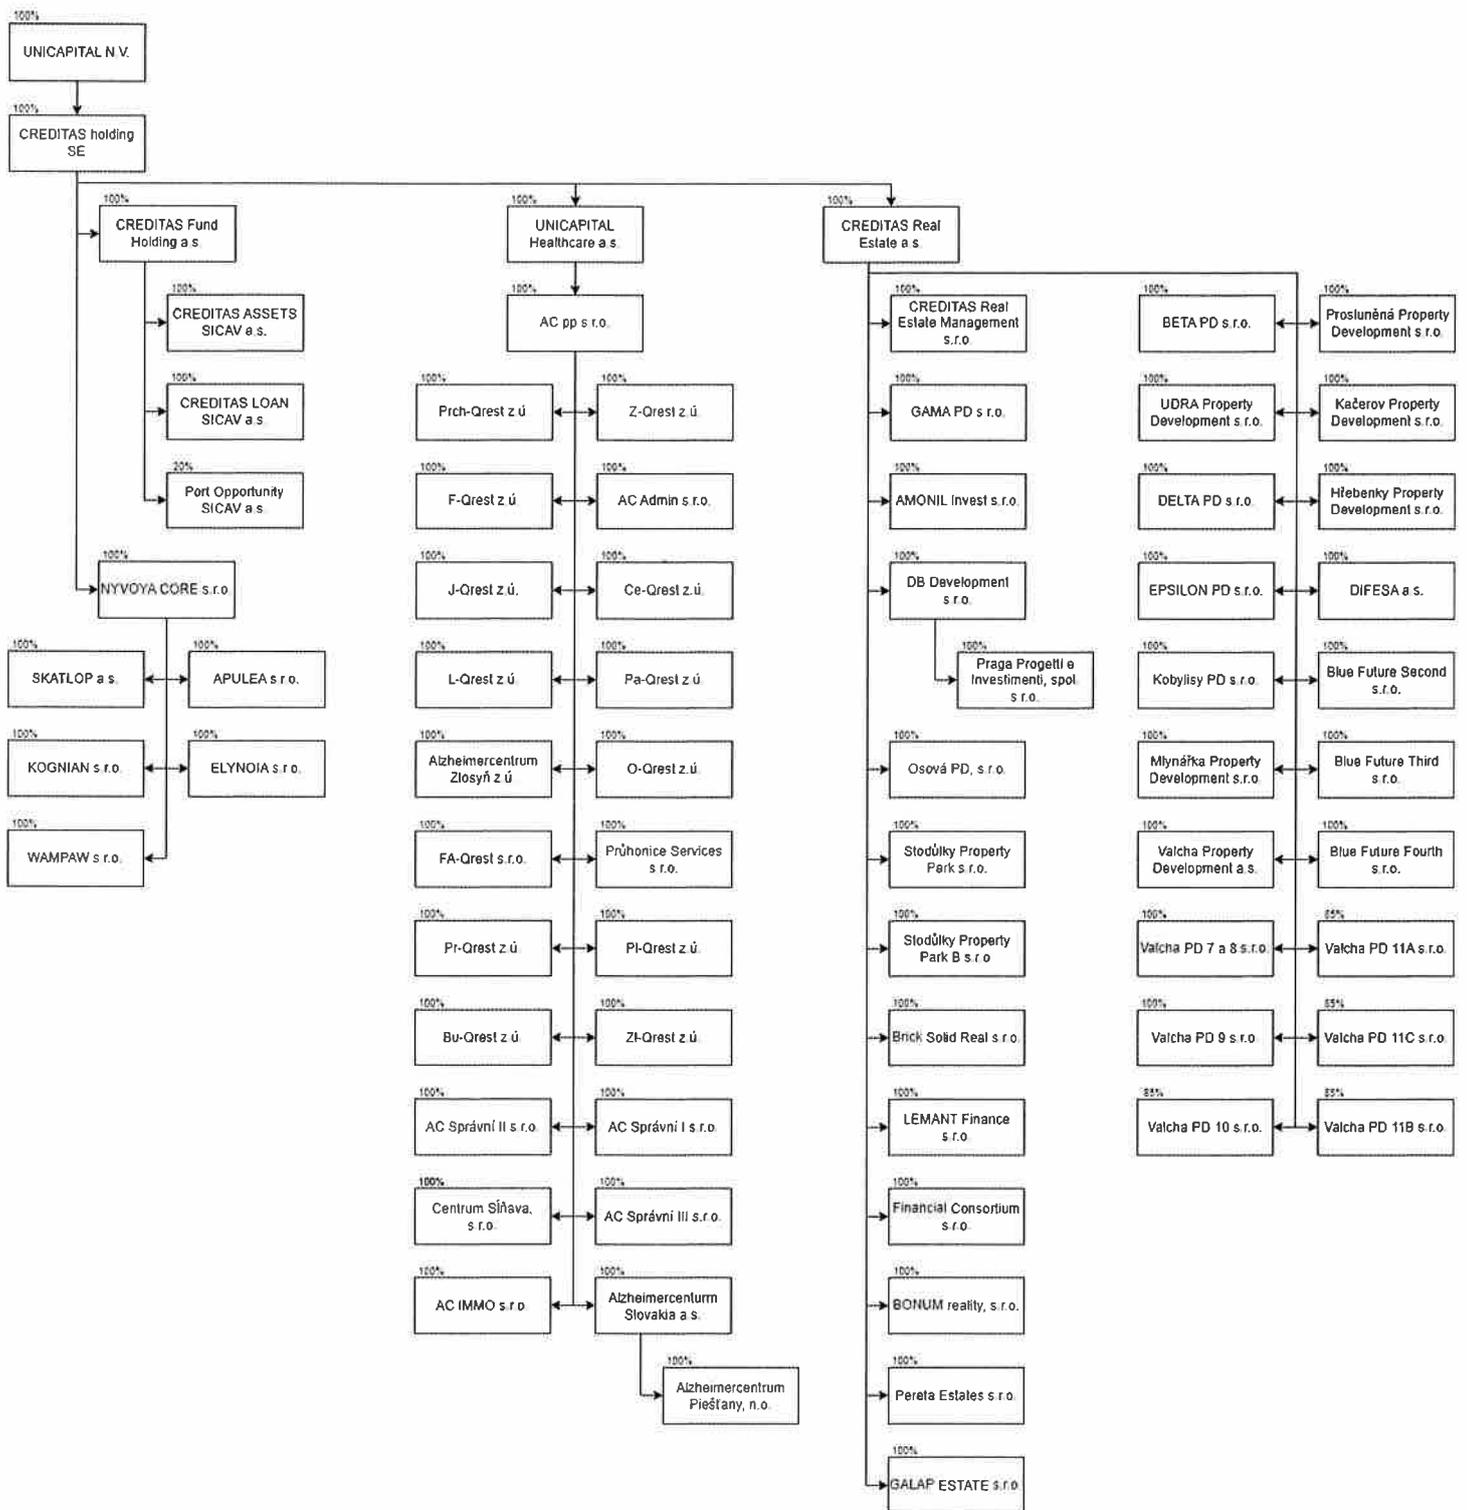 100%
UNICAPITAL N.V.
100%
CREDITAS holding
SE
100%
CREDITAS Fund
Holding a.s.
100%
CREDITAS ASSETS
SICAV a.s.
100%
CREDITAS LOAN
SICAV a.s.
20%
Port Opportunity
SICAV a.s.
100%
NYVOYA CORE s.r.o.
100%
SKATLOP a.s.
100%
APULEA s.r.o.
100%
KOGNIAN s.r.o.
100%
ELYNOIA s.r.o.
100%
WAMPAW s.r.o.
100%
UNICAPITAL
Healthcare a.s.
100%
AC pp s.r.o.
100%
Prch-Qrest z.ú.
100%
Z-Qrest z.ú.
100%
F-Qrest z.ú.
100%
AC Admin s.r.o.
100%
J-Qrest z.ú.
100%
Ce-Qrest z.ú.
100%
L-Qrest z.ú.
100%
Pa-Qrest z.ú.
100%
Alzheimercentrum
Zlosyň z.ú.
100%
O-Qrest z.ú.
100%
FA-Qrest s.r.o.
100%
Průhonice Services
s.r.o.
100%
Pr-Qrest z.ú.
100%
Pl-Qrest z.ú.
100%
Bu-Qrest z.ú.
100%
Zl-Qrest z.ú.
100%
AC Správní II s.r.o.
100%
AC Správní I s.r.o.
100%
Centrum Sĺňava,
s.r.o.
100%
AC Správní III s.r.o.
100%
AC IMMO s.r.o.
100%
Alzheimercenturm
Slovakia a.s.
100%
Alzheimercentrum
Piešťany, n.o.
100%
CREDITAS Real
Estate a.s.
100%
CREDITAS Real
Estate Management
s.r.o.
100%
GAMA PD s.r.o.
100%
AMONIL Invest s.r.o.
100%
DB Development
s.r.o.
100%
Praga Progetti e
Investimenti, spol.
s r.o.
100%
Osová PD, s.r.o.
100%
Stodůlky Property
Park s.r.o.
100%
Stodůlky Property
Park B s.r.o
100%
Brick Solid Real s.r.o.
100%
LEMANT Finance
s.r.o.
100%
Financial Consortium
s.r.o.
100%
BONUM reality, s.r.o.
100%
Pereta Estates s.r.o.
100%
GALAP ESTATE s.r.o.
100%
BETA PD s.r.o.
100%
Prosluněná Property
Development s.r.o.
100%
UDRA Property
Development s.r.o.
100%
Kačerov Property
Development s.r.o.
100%
DELTA PD s.r.o.
100%
Hřebenky Property
Development s.r.o.
100%
EPSILON PD s.r.o.
100%
DIFESA a.s.
100%
Kobylisy PD s.r.o.
100%
Blue Future Second
s.r.o.
100%
Mlynářka Property
Development s.r.o.
100%
Blue Future Third
s.r.o.
100%
Valcha Property
Development a.s.
100%
Blue Future Fourth
s.r.o.
100%
Valcha PD 7 a 8 s.r.o.
85%
Valcha PD 11A s.r.o.
100%
Valcha PD 9 s.r.o.
85%
Valcha PD 11C s.r.o.
85%
Valcha PD 10 s.r.o.
85%
Valcha PD 11B s.r.o.